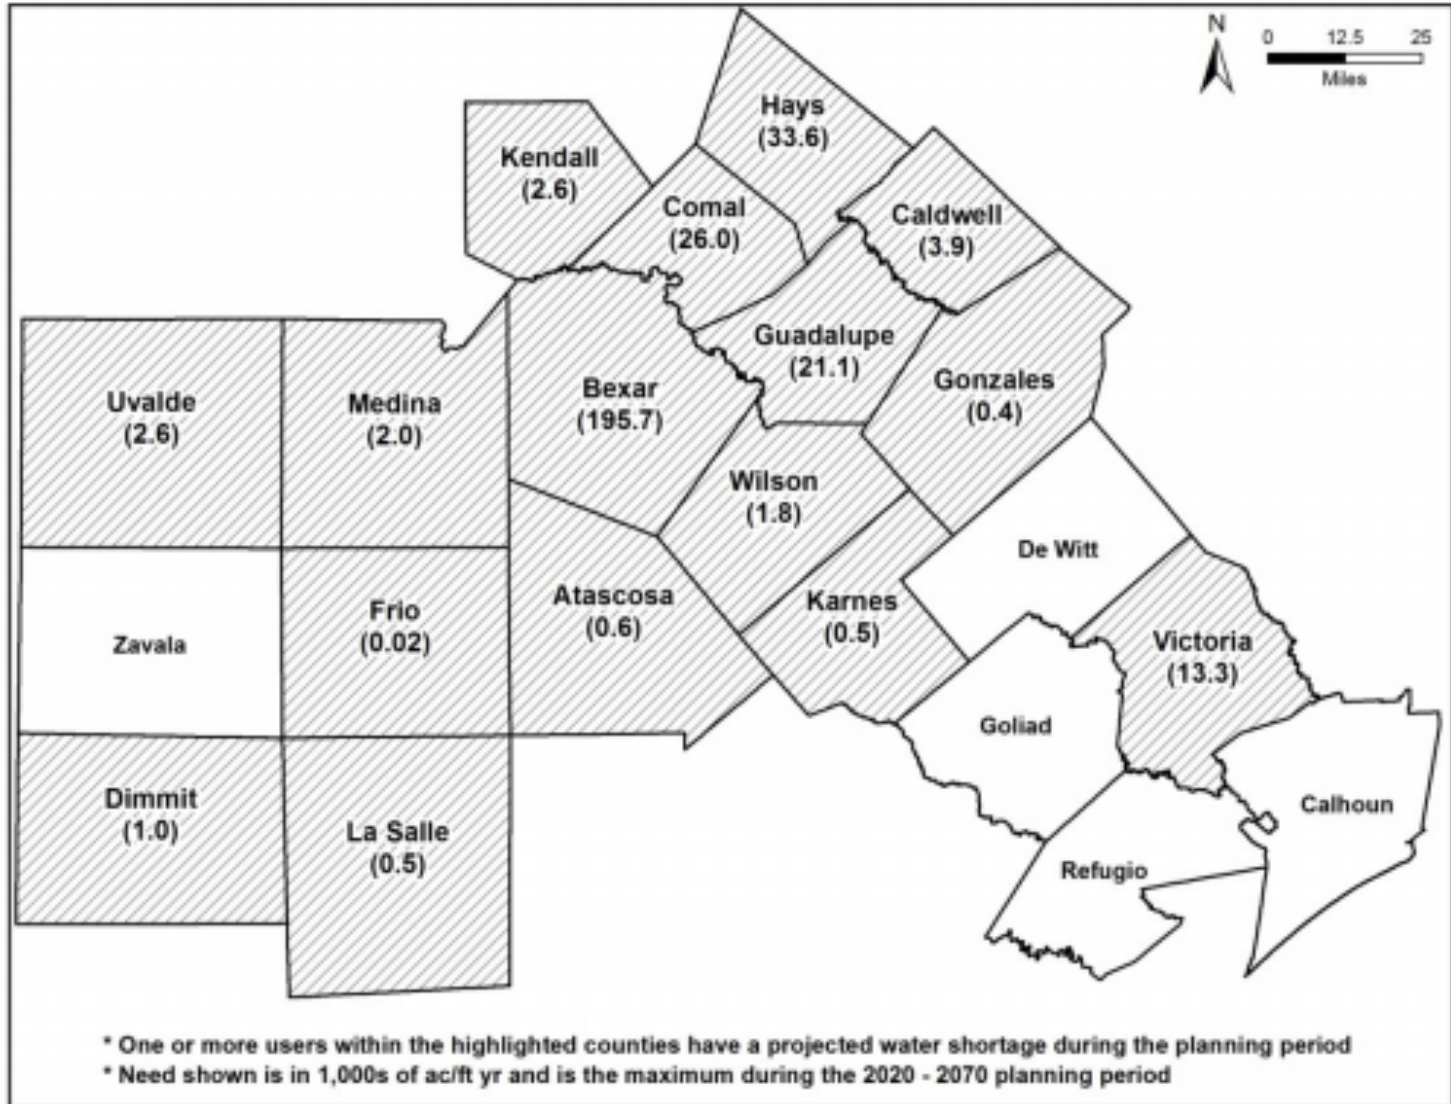 N
0 12.5 25
Miles
Hays
(33.6)
Kendall
(2.6)
Comal
(26.0)
Caldwell
(3.9)
Guadalupe
(21.1)
Gonzales
(0.4)
Bexar
(195.7)
Uvalde
(2.6)
Medina
(2.0)
Wilson
(1.8)
De Witt
Atascosa
(0.6)
Karnes
(0.5)
Frio
(0.02)
Zavala
Victoria
(13.3)
Goliad
Dimmit
(1.0)
La Salle
(0.5)
Calhoun
Refugio
* One or more users within the highlighted counties have a projected water shortage during the planning period
* Need shown is in 1,000s of ac/ft yr and is the maximum during the 2020 - 2070 planning period